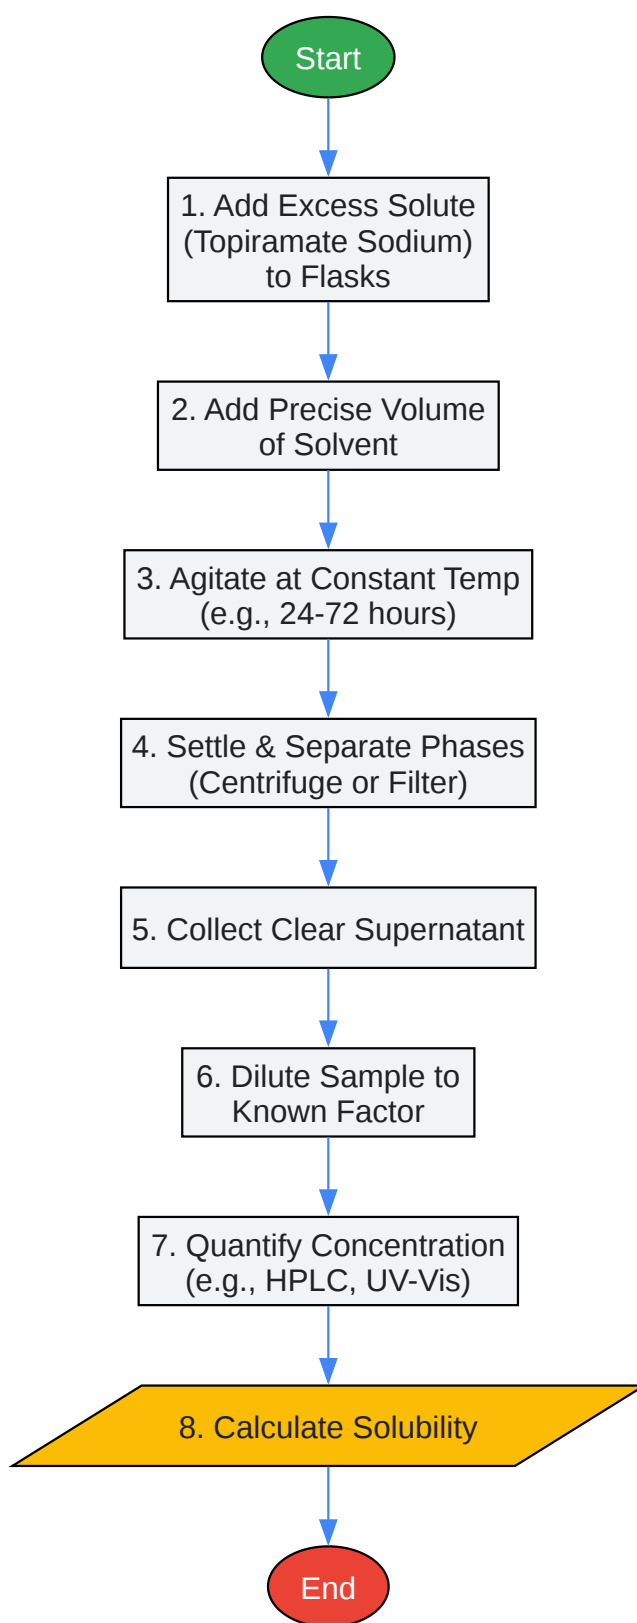 Start
1. Add Excess Solute
(Topiramate Sodium)
to Flasks
2. Add Precise Volume
of Solvent
3. Agitate at Constant Temp
(e.g., 24-72 hours)
4. Settle & Separate Phases
(Centrifuge or Filter)
5. Collect Clear Supernatant
6. Dilute Sample to
Known Factor
7. Quantify Concentration
(e.g., HPLC, UV-Vis)
8. Calculate Solubility
End